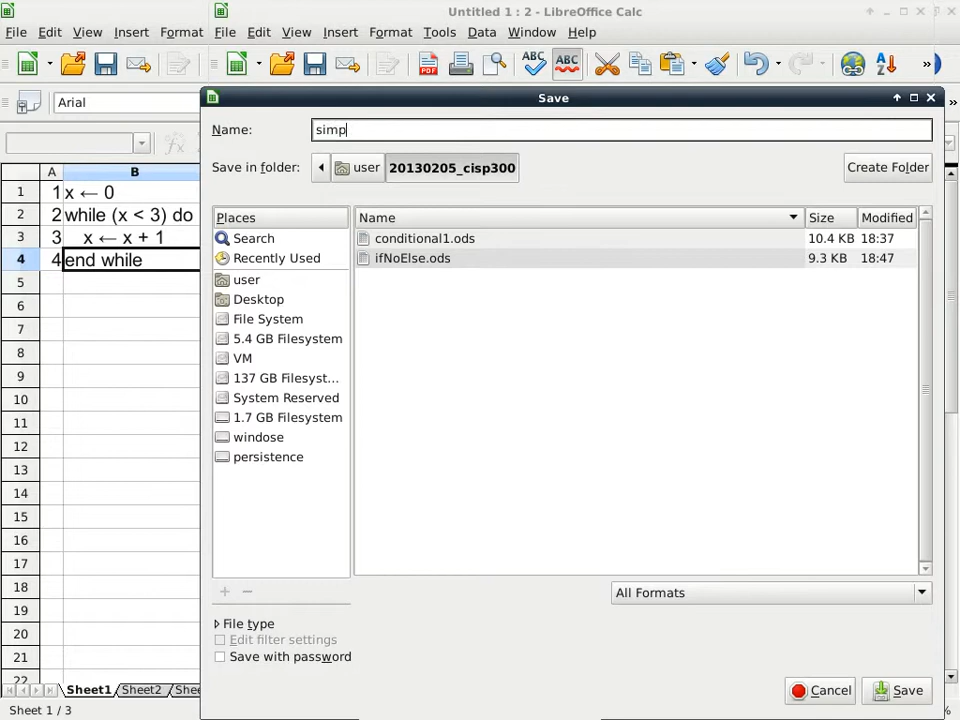 Untitled 1 : 2 - LibreOffice Calc
File Edit View Insert Format File Edit View Insert Format Tools Data Window Help
ABC ABC
Arial
Save
Name: simp
Save in folder: user 20130205_cisp300 Create Folder
Places
Search
Recently Used
user
Desktop
File System
5.4 GB Filesystem
VM
137 GB Filesyst...
System Reserved
1.7 GB Filesystem
windose
persistence
Name Size Modified
conditional1.ods 10.4 KB 18:37
ifNoElse.ods 9.3 KB 18:47
All Formats
File type
Edit filter settings
Save with password
Cancel Save
A B
1 1 x ← 0
2 2 while (x < 3) do
3 3 x ← x + 1
4 4 end while
5
6
7
8
9
10
11
12
13
14
15
16
17
18
19
20
21
22
Sheet1 Sheet2 Shee
Sheet 1 / 3 %